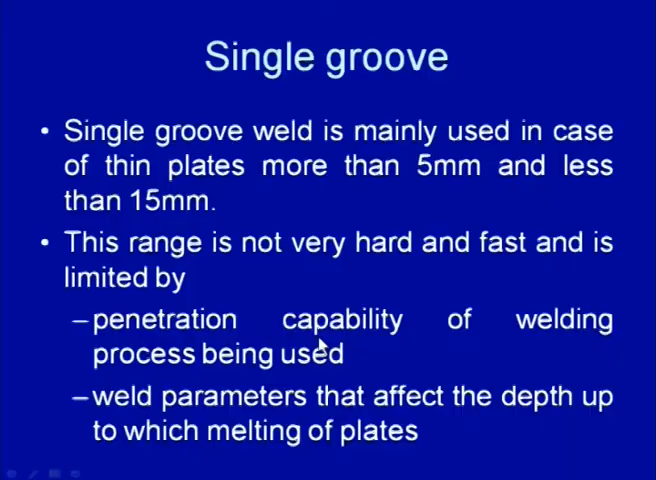 Single groove
• Single groove weld is mainly used in case
of thin plates more than 5mm and less
than 15mm.
• This range is not very hard and fast and is
limited by
–penetration capability of welding
process being used
–weld parameters that affect the depth up
to which melting of plates